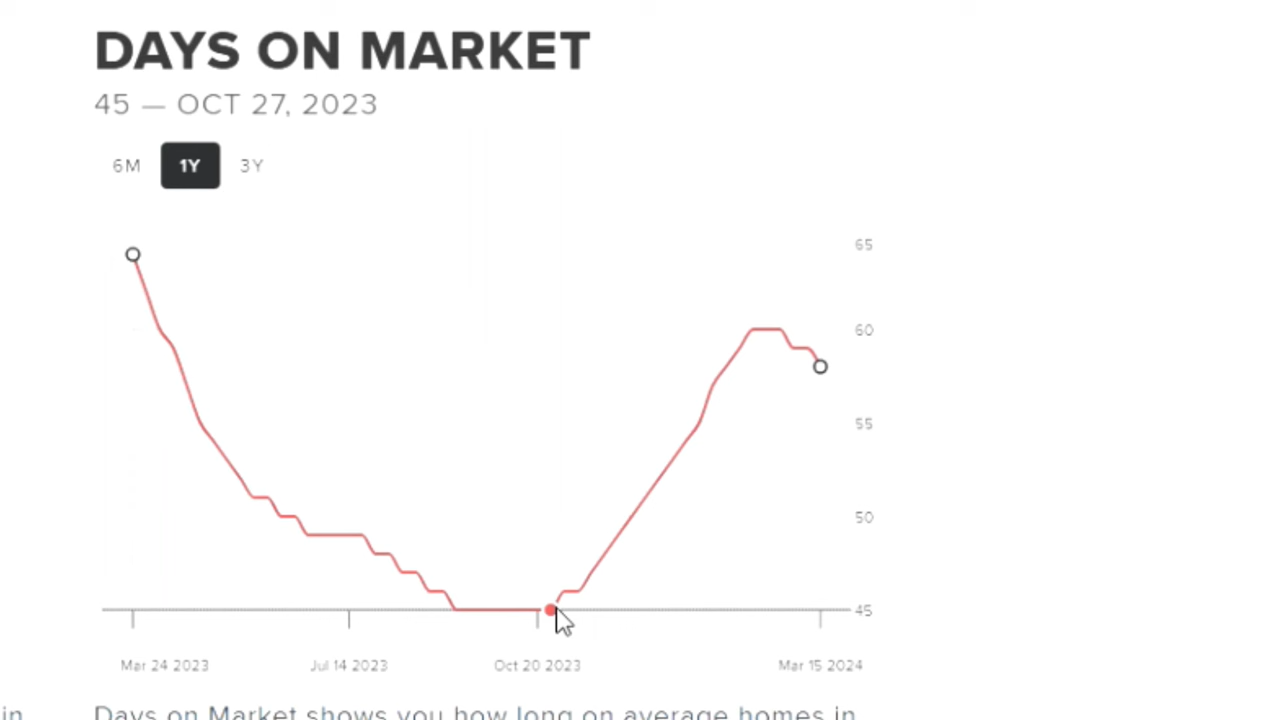 DAYS ON MARKET
45 — OCT 27, 2023
6M 1Y 3Y
65
60
55
50
45
Mar 24 2023 Jul 14 2023 Oct 20 2023 Mar 15 2024
in
Days on Market shows you how long on average homes in